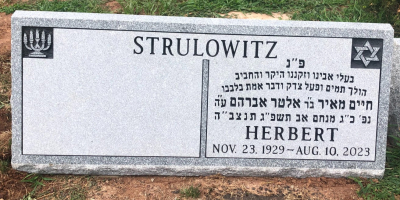 STRULOWITZ
פ״נ
בעלי אבינו וזקננו היקר והחביב
הולך תמים ופעל צדק ודבר אמת בלבבו
חיים מאיר ב״ר אלטר אברהם ע״ה
נפ׳ כ״ג מנחם אב תשפ״ג תנצב״ה
HERBERT
NOV. 23, 1929~AUG. 10, 2023